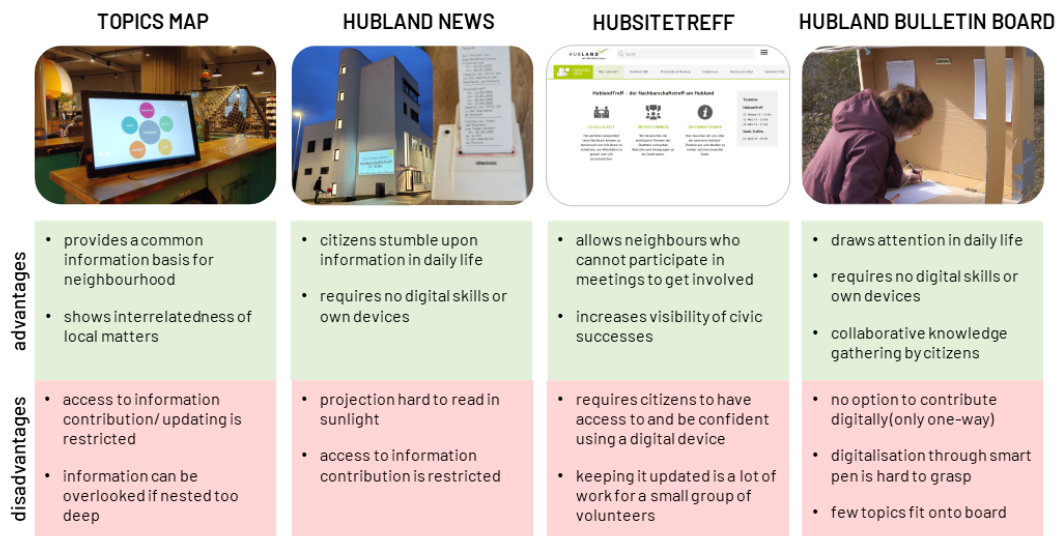 TOPICS MAP
HUBLAND NEWS
HUBSITETREFF
HUBLAND BULLETIN BOARD
HUBLAND
HublandTreff - der Nachbarschaftstreff am Hubland
Termine
advantages
• provides a common
information basis for
neighbourhood
• shows interrelatedness of
local matters
• citizens stumble upon
information in daily life
• requires no digital skills or
own devices
• allows neighbours who
cannot participate in
meetings to get involved
• increases visibility of civic
successes
• draws attention in daily life
• requires no digital skills or
own devices
• collaborative knowledge
gathering by citizens
disadvantages
• access to information
contribution/ updating is
restricted
• information can be
overlooked if nested too
deep
• projection hard to read in
sunlight
• access to information
contribution is restricted
• requires citizens to have
access to and be confident
using a digital device
• keeping it updated is a lot of
work for a small group of
volunteers
• no option to contribute
digitally (only one-way)
• digitalisation through smart
pen is hard to grasp
• few topics fit onto board